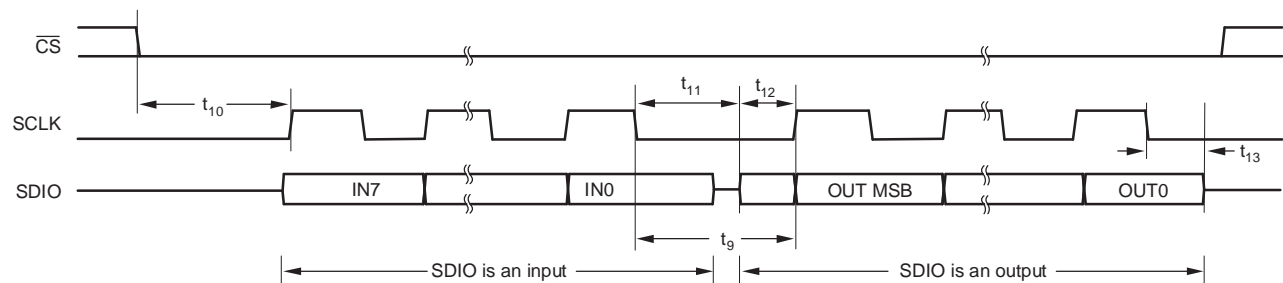 CS
t10
t11
t12
SCLK
t13
SDIO
IN7
IN0
OUT MSB
OUT0
t9
SDIO is an input
SDIO is an output